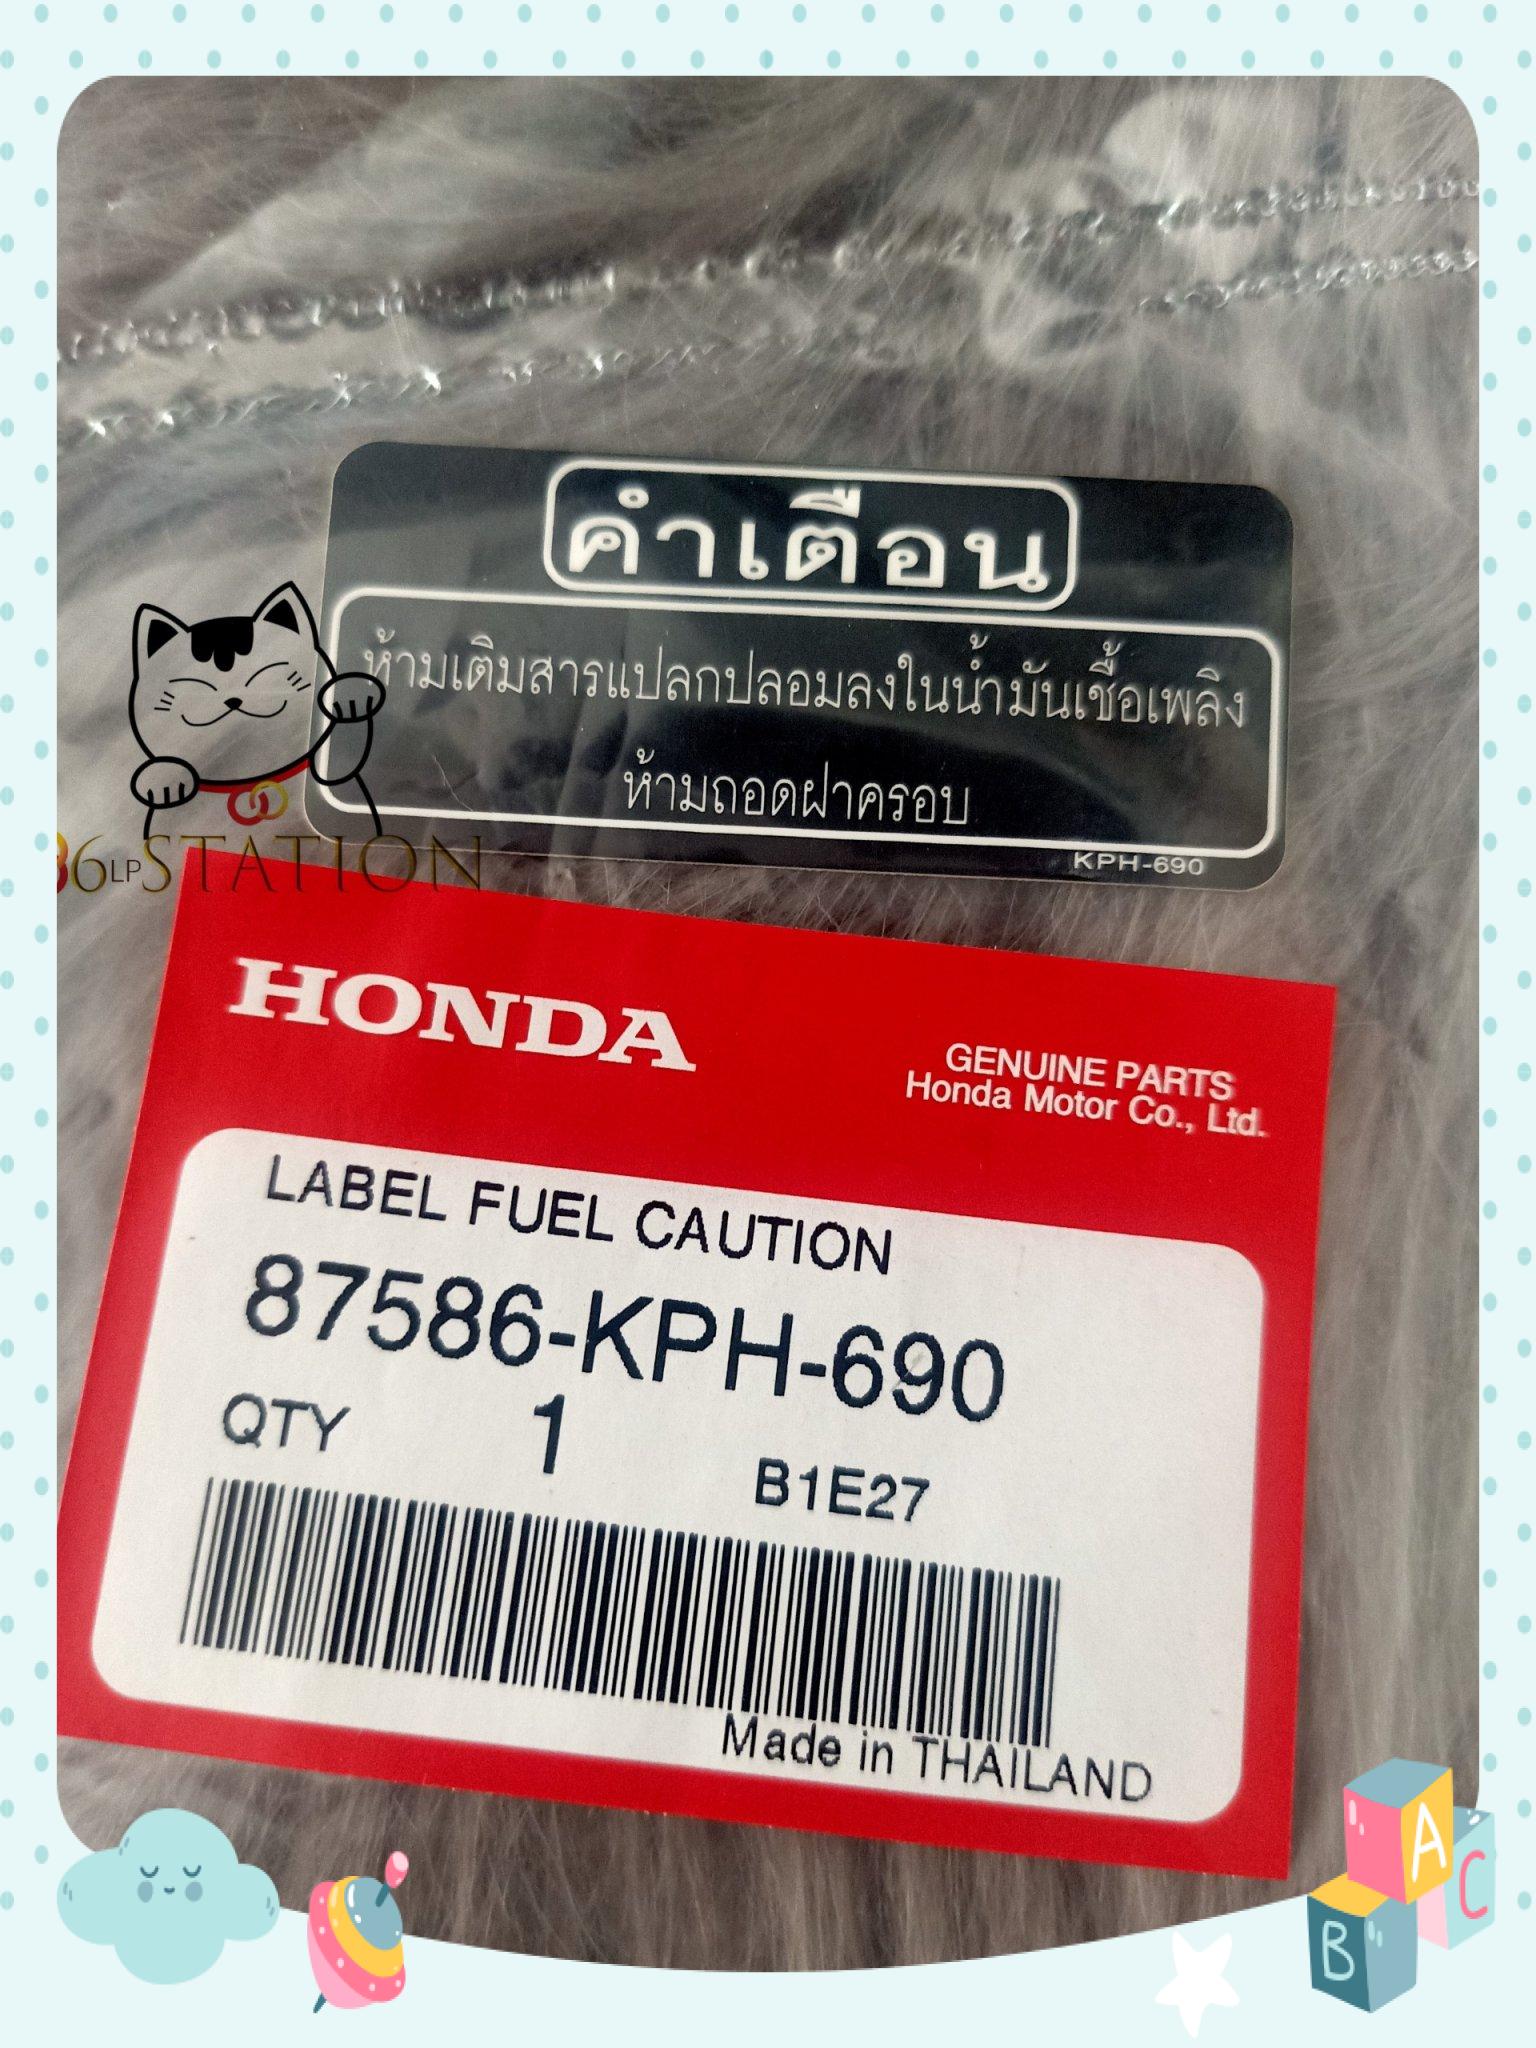 คำเตือน
ห้ามเติมสารแปลกปลอมลงในน้ำมันเชื้อเพลิง
ห้ามถอดฝาครอบ
KPH-690
86LPSTATION
HONDA
GENUINE PARTS
Honda Motor Co., Ltd.
LABEL FUEL CAUTION
87586-KPH-690
QTY 1
B1E27
Made in THAILAND
A
B C